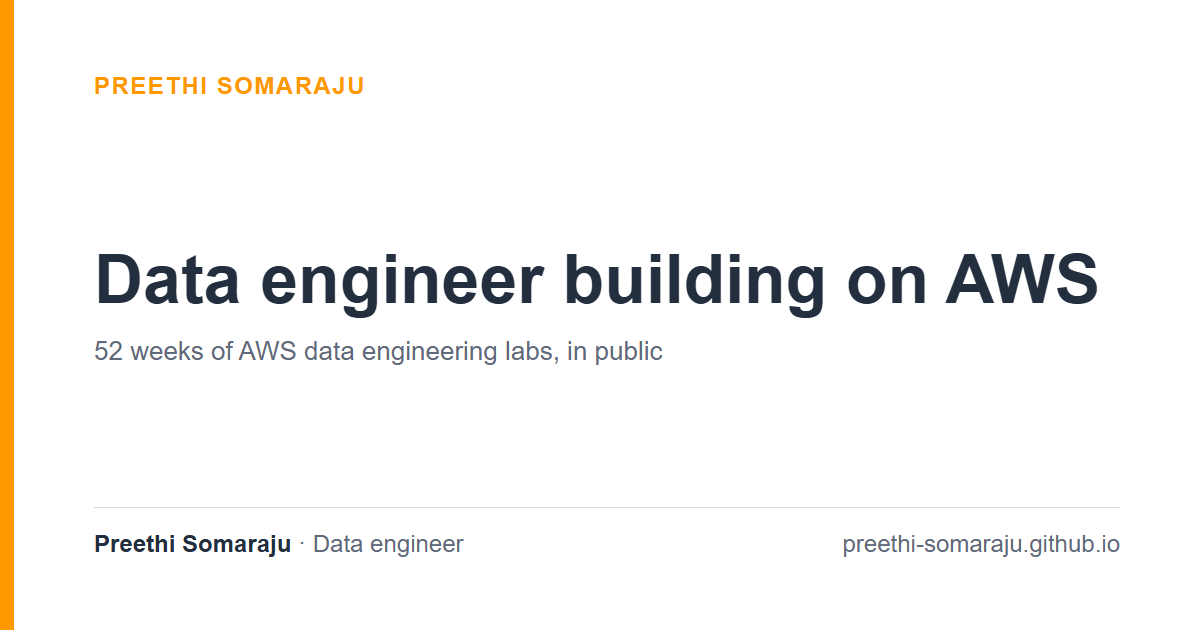 PREETHI SOMARAJU
Data engineer building on AWS
52 weeks of AWS data engineering labs, in public
Preethi Somaraju · Data engineer
preethi-somaraju.github.io